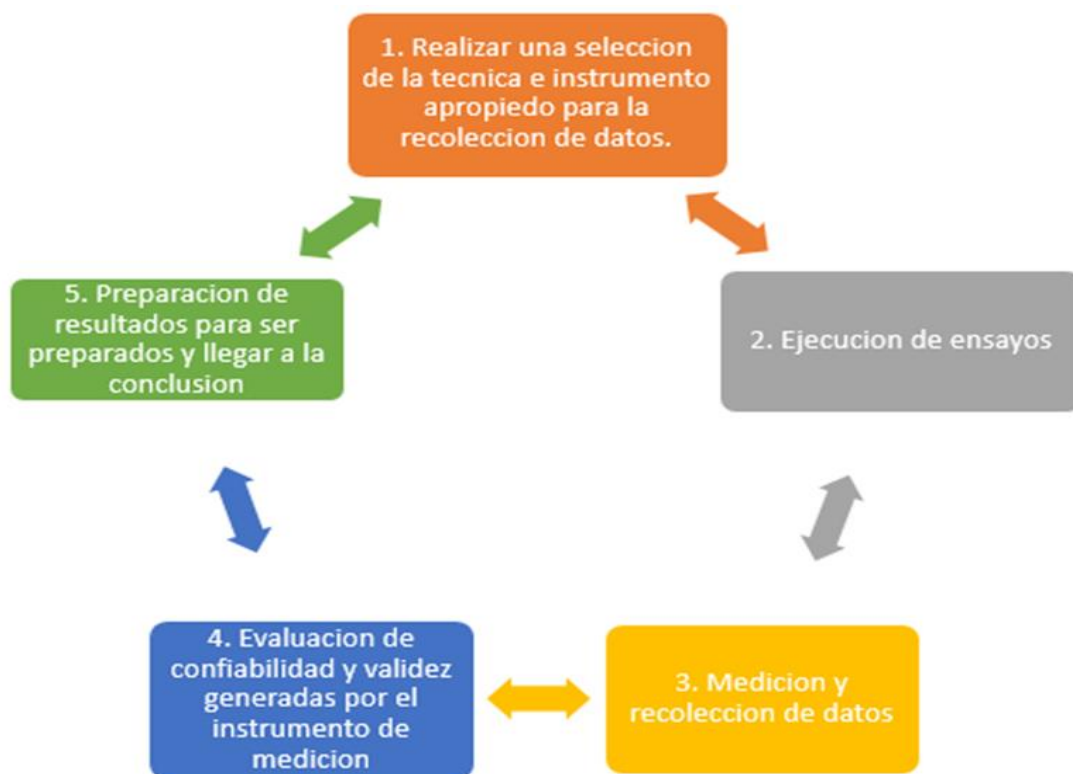 1. Realizar una seleccion
de la tecnica e instrumento
apropiedo para la
recoleccion de datos.
2. Ejecucion de ensayos
3. Medicion y
recoleccion de datos
4. Evaluacion de
confiabilidad y validez
generadas por el
instrumento de
medicion
5. Preparacion de
resultados para ser
preparados y llegar a la
conclusion